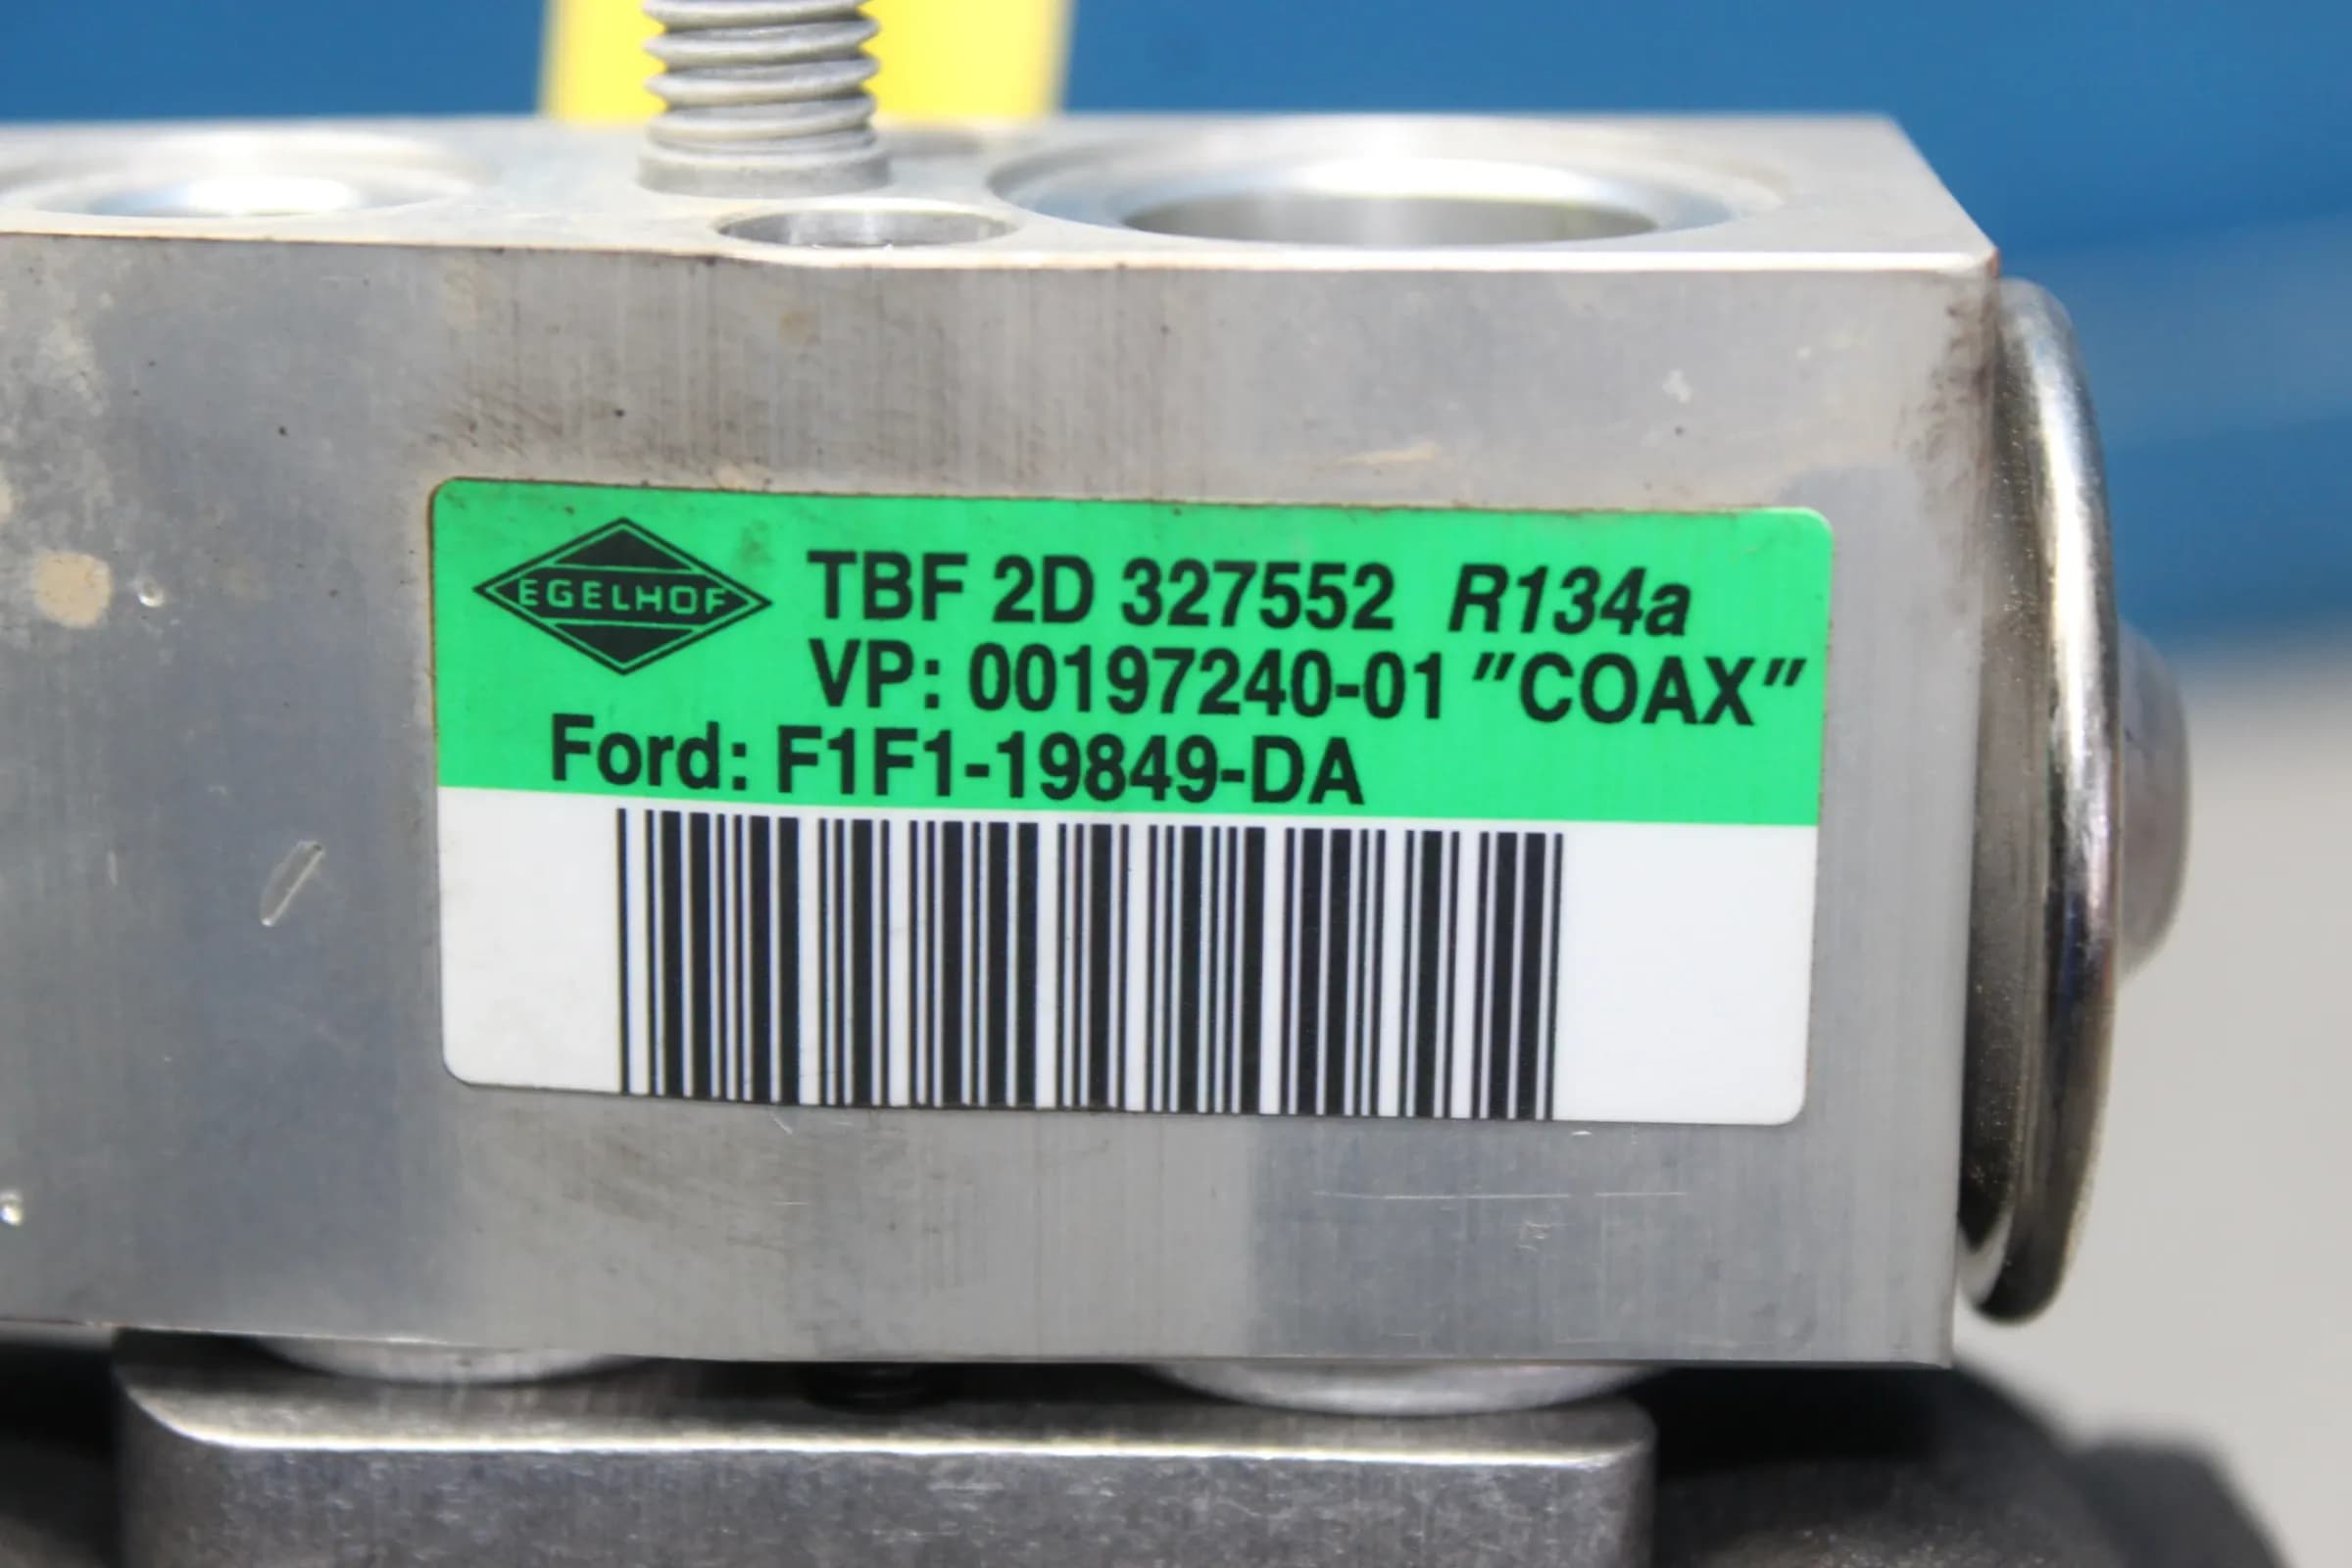 EGELHOF
TBF 2D 327552 R134a
VP: 00197240-01 "COAX"
Ford: F1F1-19849-DA